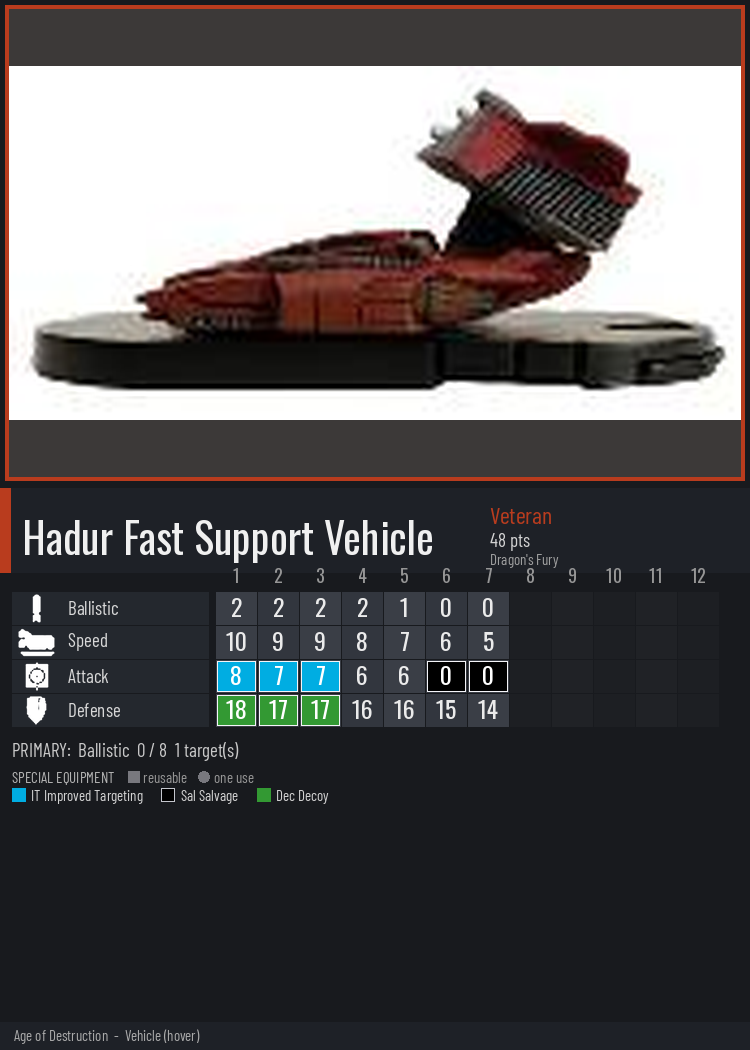 Hadur Fast Support Vehicle
Veteran
48 pts
Dragon's Fury
1 2 3 4 5 6 7 8 9 10 11 12
Ballistic 2 2 2 2 1 0 0
Speed 10 9 9 8 7 6 5
Attack 8 7 7 6 6 0 0
Defense 18 17 17 16 16 15 14
PRIMARY: Ballistic 0 / 8 1 target(s)
SPECIAL EQUIPMENT reusable one use
IT Improved Targeting Sal Salvage Dec Decoy
Age of Destruction - Vehicle (hover)